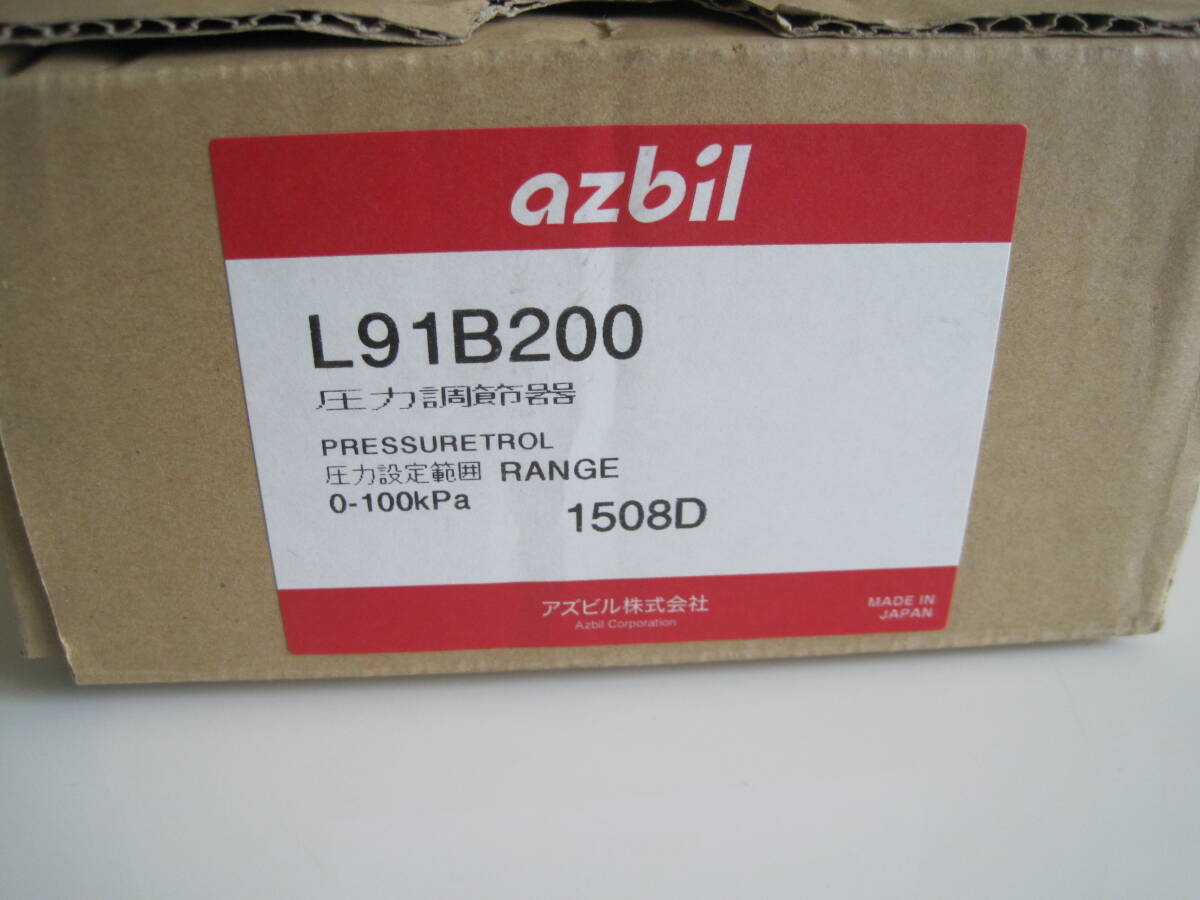 azbil
L91B200
圧力調節器
PRESSURETROL
圧力設定範囲 RANGE
0-100kPa 1508D
アズビル株式会社
Azbil Corporation
MADE IN
JAPAN